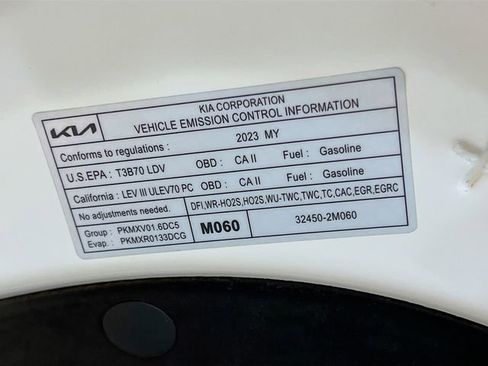 KIA CORPORATION
KIA VEHICLE EMISSION CONTROL INFORMATION
Conforms to regulations : 2023 MY
U.S.EPA : T3B70 LDV OBD : CA II Fuel : Gasoline
California : LEV III ULEV70 PC OBD : CA II Fuel : Gasoline
No adjustments needed. DFI,WR-HO2S,HO2S,WU-TWC,TWC,TC,CAC,EGR,EGRC
Group : PKMXV01.6DC5 M060 32450-2M060
Evap. : PKMXR0133DCG